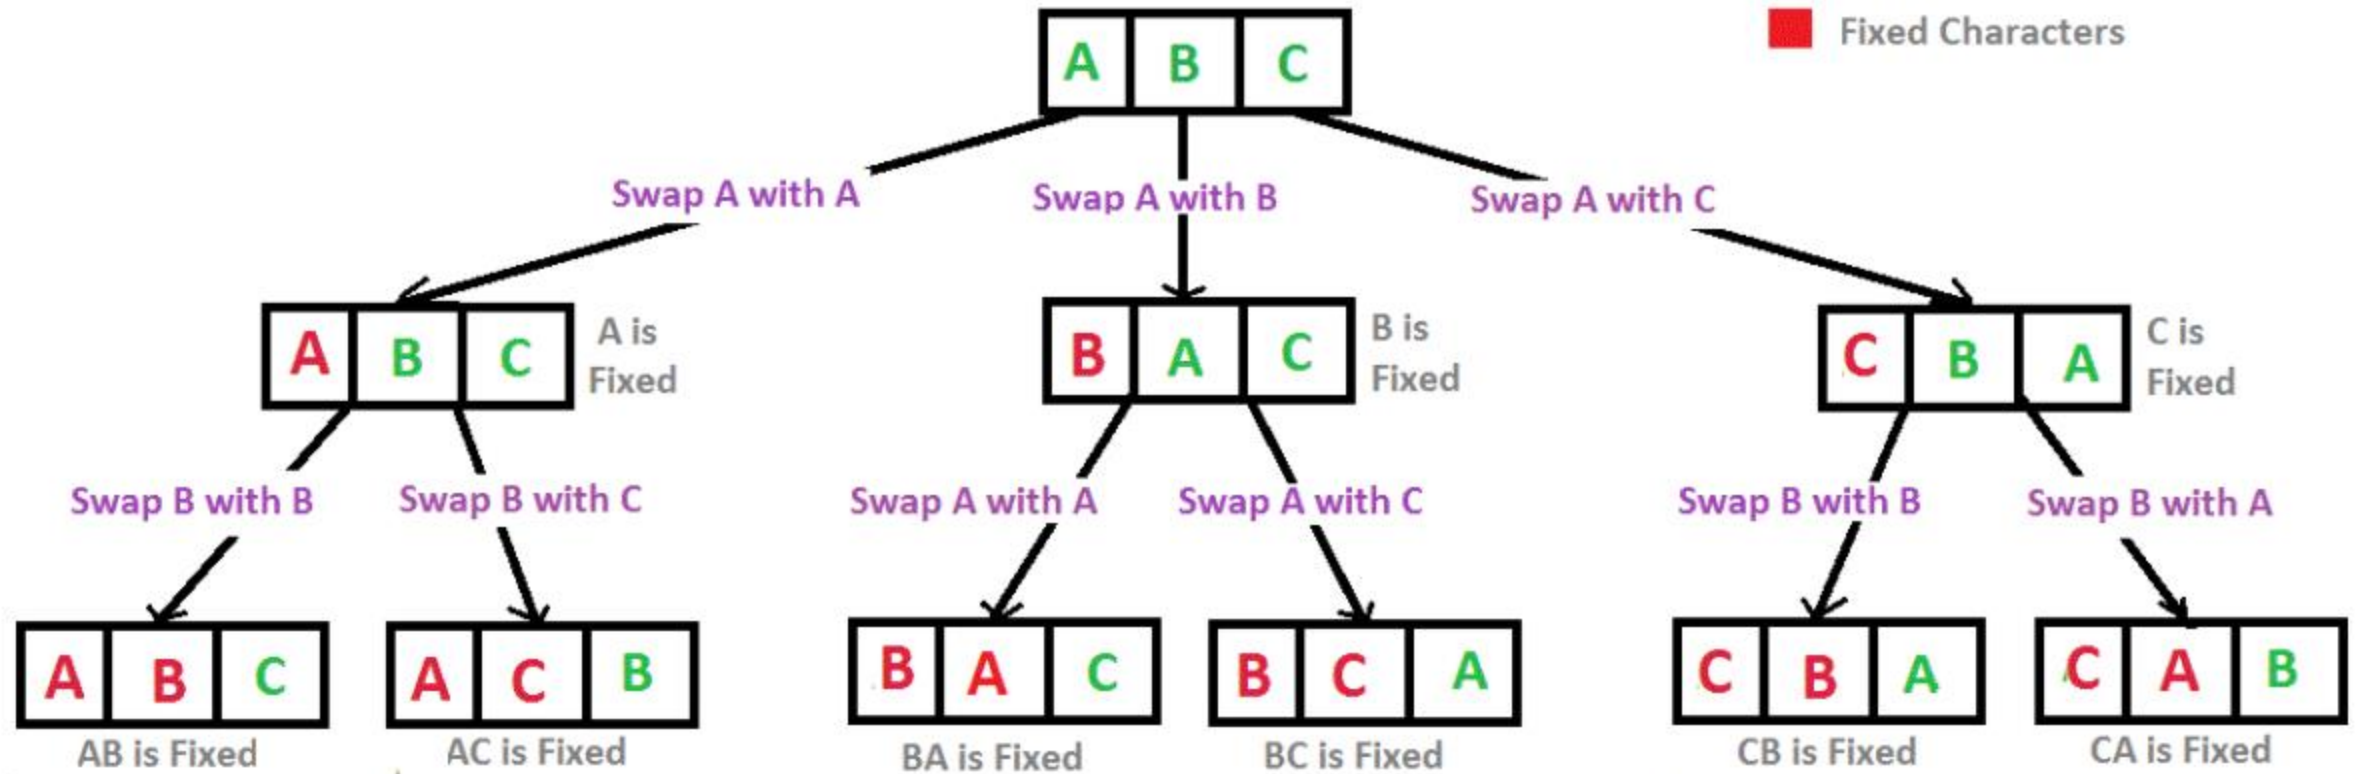 A B C
Fixed Characters
Swap A with A
Swap A with B
Swap A with C
A B C
A is
Fixed
B A C
B is
Fixed
C B A
C is
Fixed
Swap B with B
Swap B with C
Swap A with A
Swap A with C
Swap B with B
Swap B with A
A B C
A C B
B A C
B C A
C B A
C A B
AB is Fixed
AC is Fixed
BA is Fixed
BC is Fixed
CB is Fixed
CA is Fixed